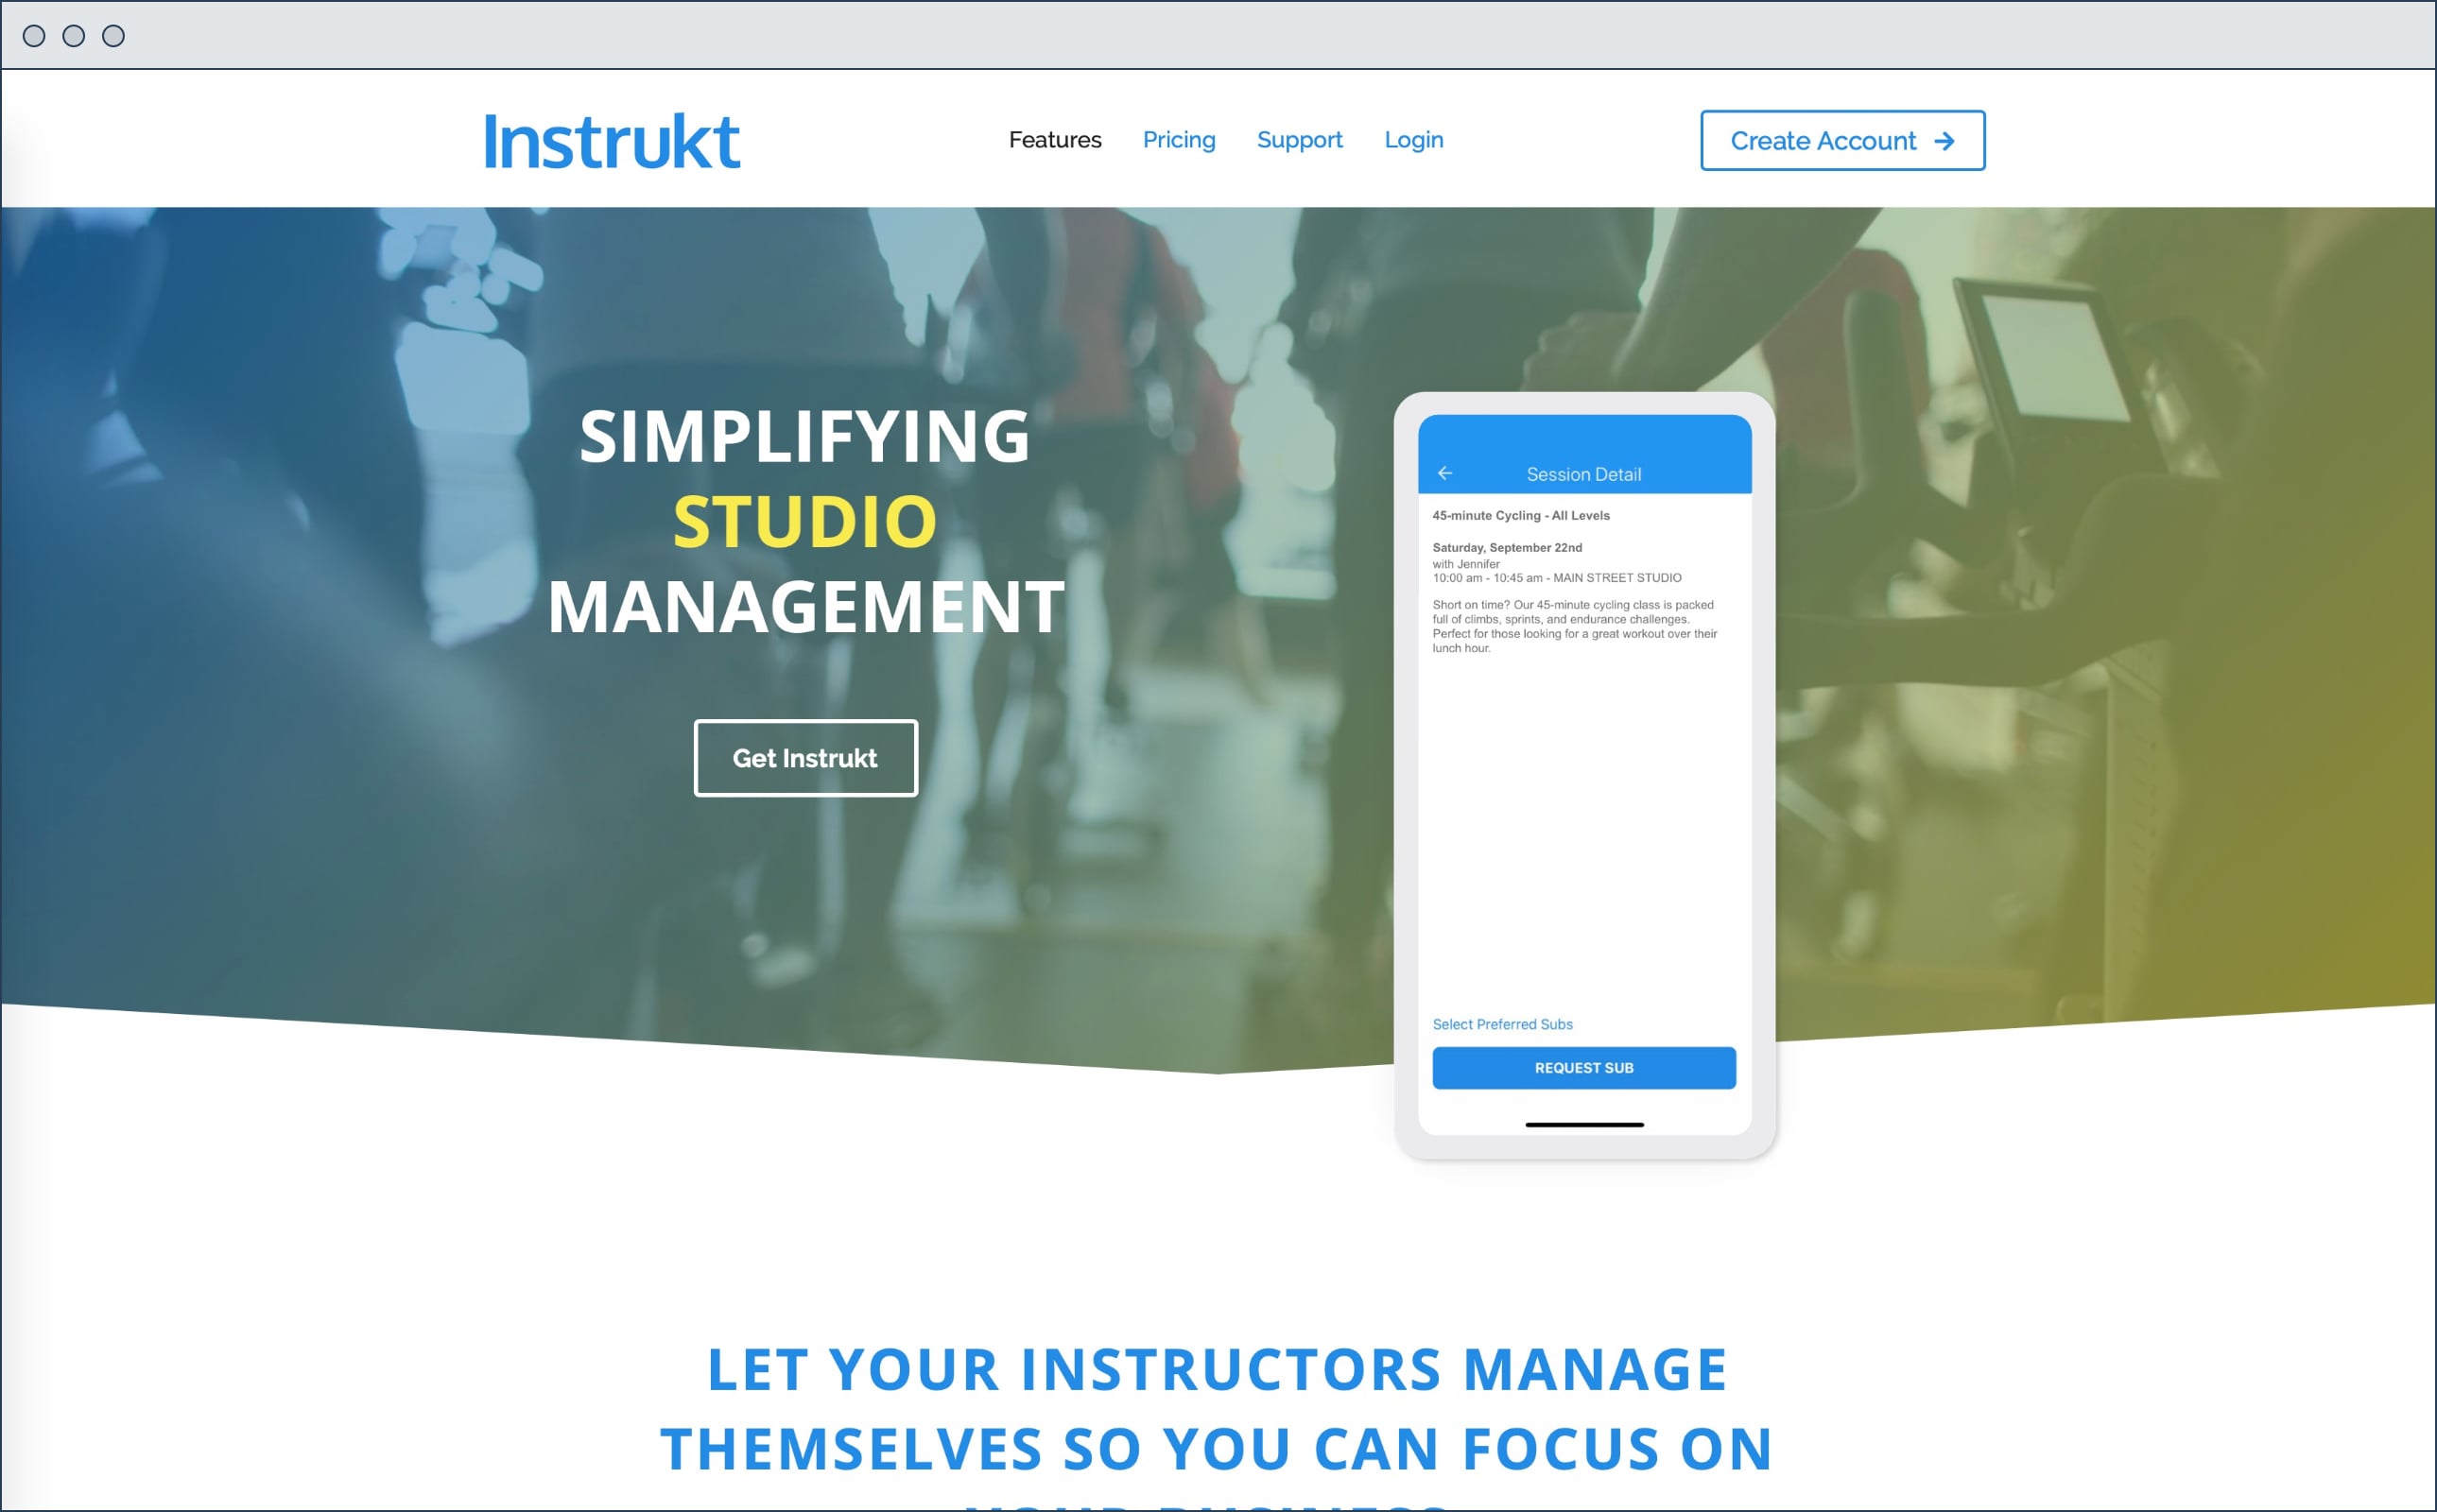 Instrukt
Features Pricing Support Login
Create Account
SIMPLIFYING
STUDIO
MANAGEMENT
Get Instrukt
Session Detail
45-minute Cycling - All Levels
Saturday, September 22nd
with Jennifer
10:00 am - 10:45 am - MAIN STREET STUDIO
Short on time? Our 45-minute cycling class is packed
full of climbs, sprints, and endurance challenges.
Perfect for those looking for a great workout over their
lunch hour.
Select Preferred Subs
REQUEST SUB
LET YOUR INSTRUCTORS MANAGE
THEMSELVES SO YOU CAN FOCUS ON